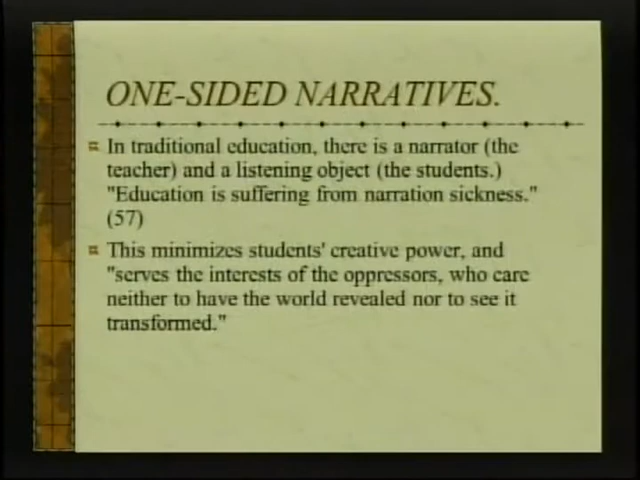 ONE-SIDED NARRATIVES.
In traditional education, there is a narrator (the
teacher) and a listening object (the students.)
"Education is suffering from narration sickness."
(57)
This minimizes students' creative power, and
"serves the interests of the oppressors, who care
neither to have the world revealed nor to see it
transformed."